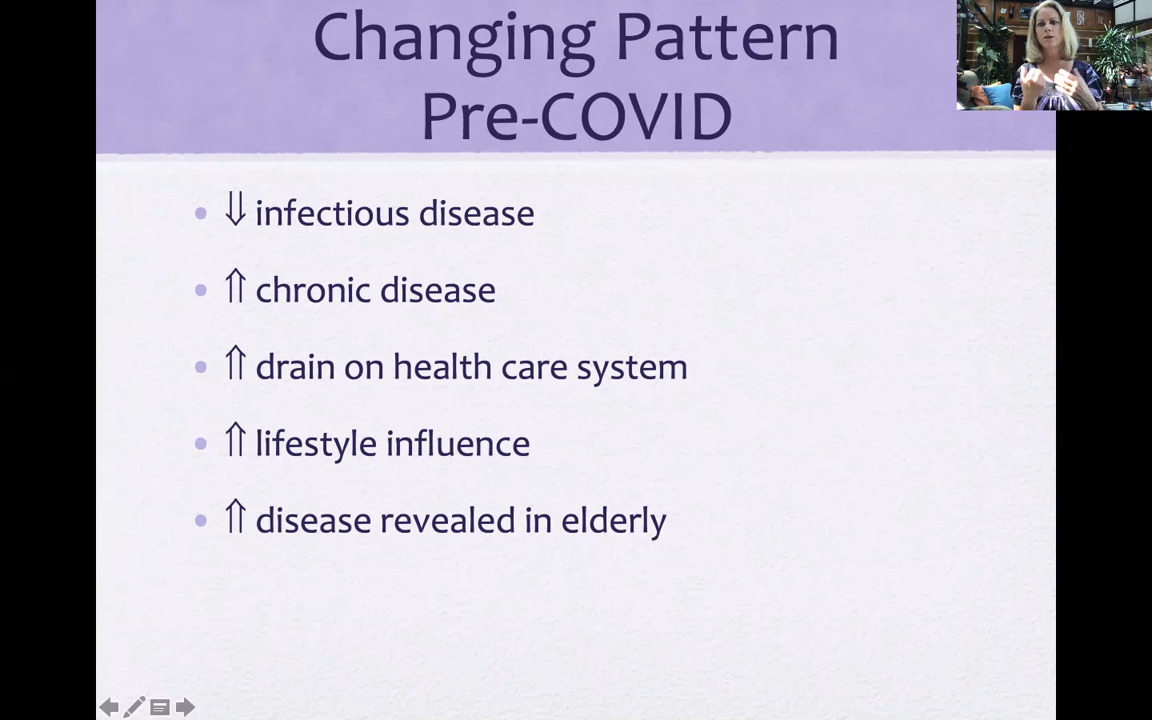 Changing Pattern
Pre-COVID
• ⇓ infectious disease
• ⇑ chronic disease
• ⇑ drain on health care system
• ⇑ lifestyle influence
• ⇑ disease revealed in elderly